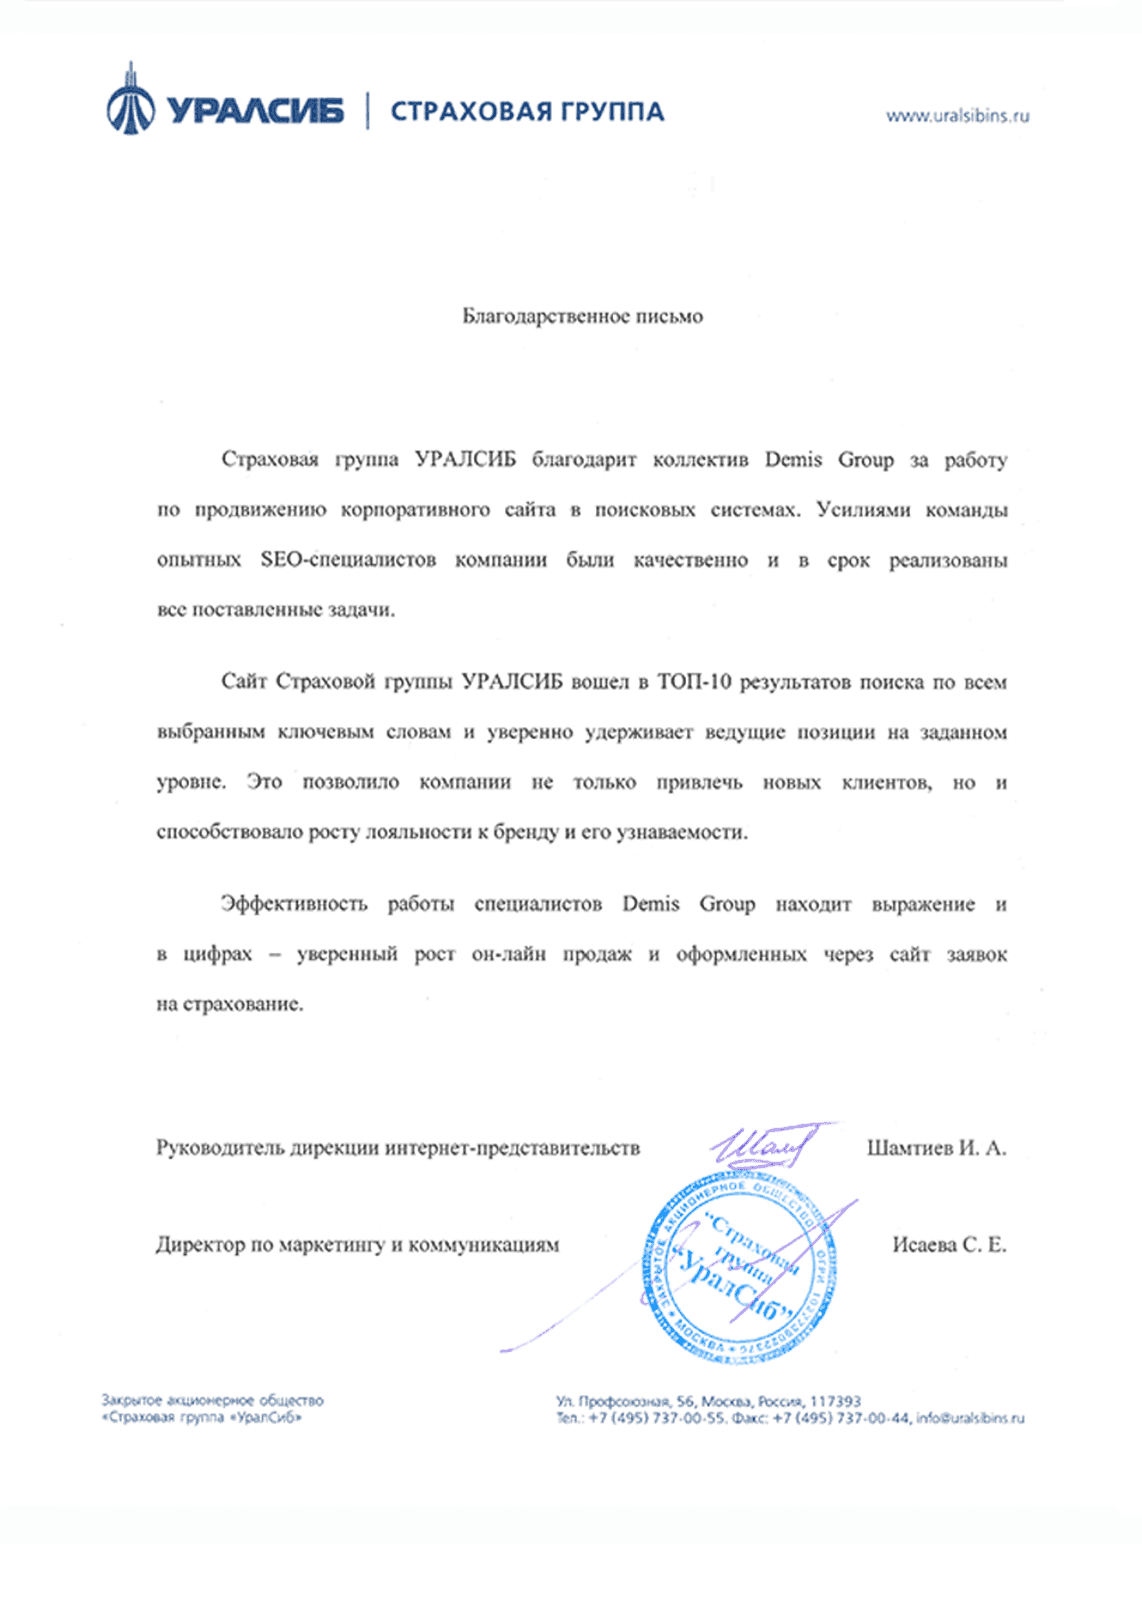 УРАЛСИБ | СТРАХОВАЯ ГРУППА www.uralsibins.ru
Благодарственное письмо
Страховая группа УРАЛСИБ благодарит коллектив Demis Group за работу
по продвижению корпоративного сайта в поисковых системах. Усилиями команды
опытных SEO-специалистов компании были качественно и в срок реализованы
все поставленные задачи.
Сайт Страховой группы УРАЛСИБ вошел в ТОП-10 результатов поиска по всем
выбранным ключевым словам и уверенно удерживает ведущие позиции на заданном
уровне. Это позволило компании не только привлечь новых клиентов, но и
способствовало росту лояльности к бренду и его узнаваемости.
Эффективность работы специалистов Demis Group находит выражение и
в цифрах – уверенный рост он-лайн продаж и оформленных через сайт заявок
на страхование.
Руководитель дирекции интернет-представительств Шамтиев И. А.
Директор по маркетингу и коммуникациям Исаева С. Е.
ЗАКРЫТОЕ АКЦИОНЕРНОЕ ОБЩЕСТВО
ОГРН
МОСКВА
“Страховая
группа
“УралСиб”
Закрытое акционерное общество
«Страховая группа «УралСиб»
Ул. Профсоюзная, 56, Москва, Россия, 117393
Тел.: +7 (495) 737-00-55. Факс: +7 (495) 737-00-44, info@uralsibins.ru